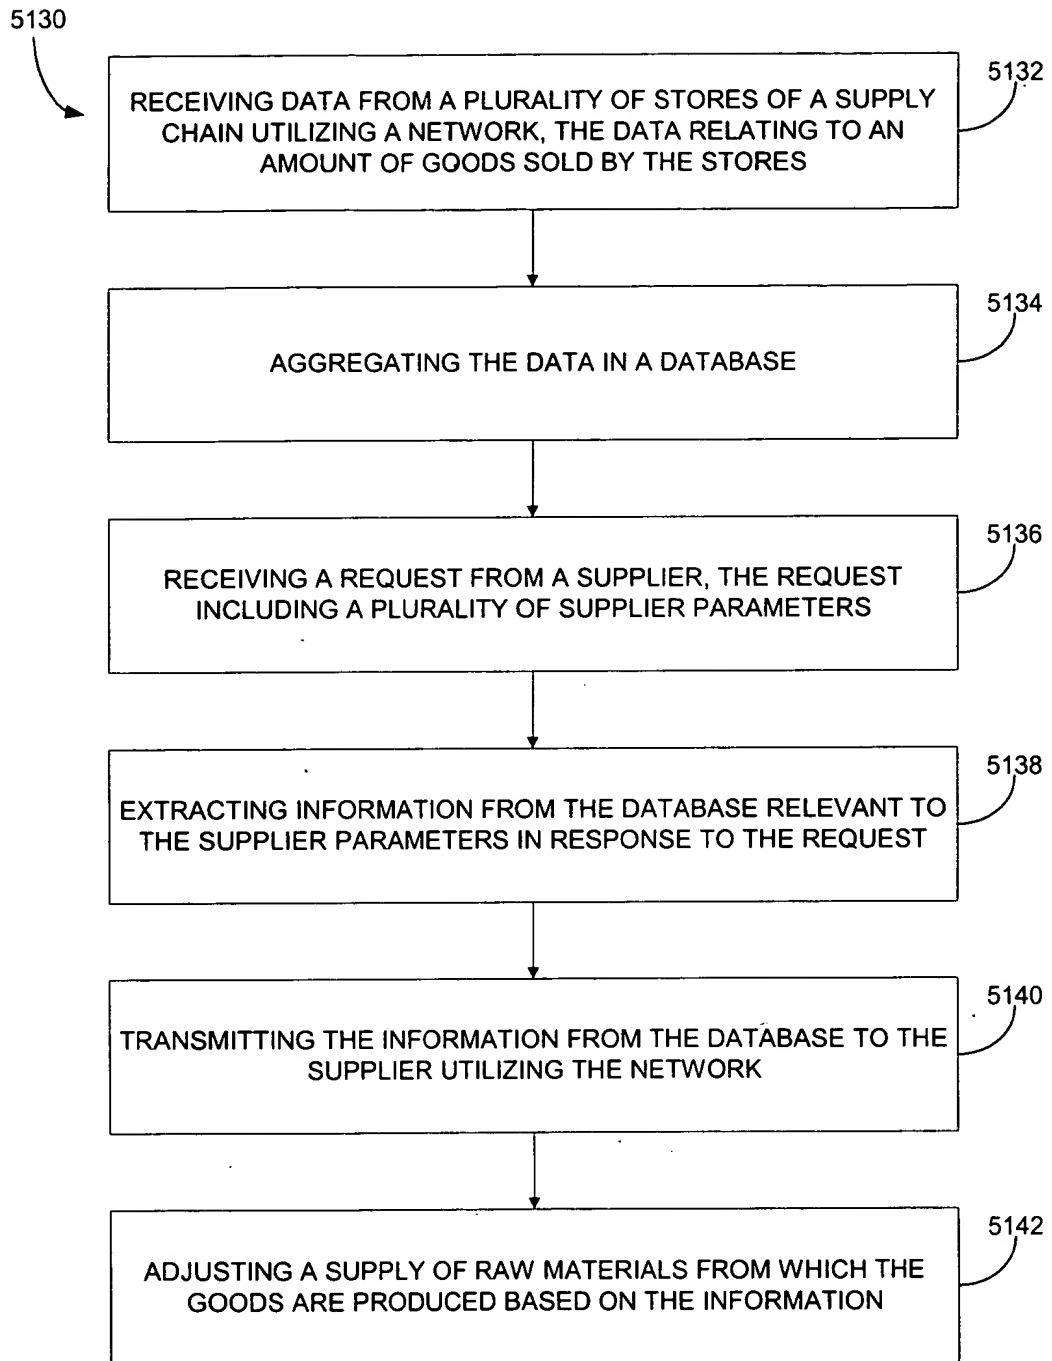 5130
5132
RECEIVING DATA FROM A PLURALITY OF STORES OF A SUPPLY
CHAIN UTILIZING A NETWORK, THE DATA RELATING TO AN
AMOUNT OF GOODS SOLD BY THE STORES
5134
AGGREGATING THE DATA IN A DATABASE
5136
RECEIVING A REQUEST FROM A SUPPLIER, THE REQUEST
INCLUDING A PLURALITY OF SUPPLIER PARAMETERS
5138
EXTRACTING INFORMATION FROM THE DATABASE RELEVANT TO
THE SUPPLIER PARAMETERS IN RESPONSE TO THE REQUEST
5140
TRANSMITTING THE INFORMATION FROM THE DATABASE TO THE
SUPPLIER UTILIZING THE NETWORK
5142
ADJUSTING A SUPPLY OF RAW MATERIALS FROM WHICH THE
GOODS ARE PRODUCED BASED ON THE INFORMATION